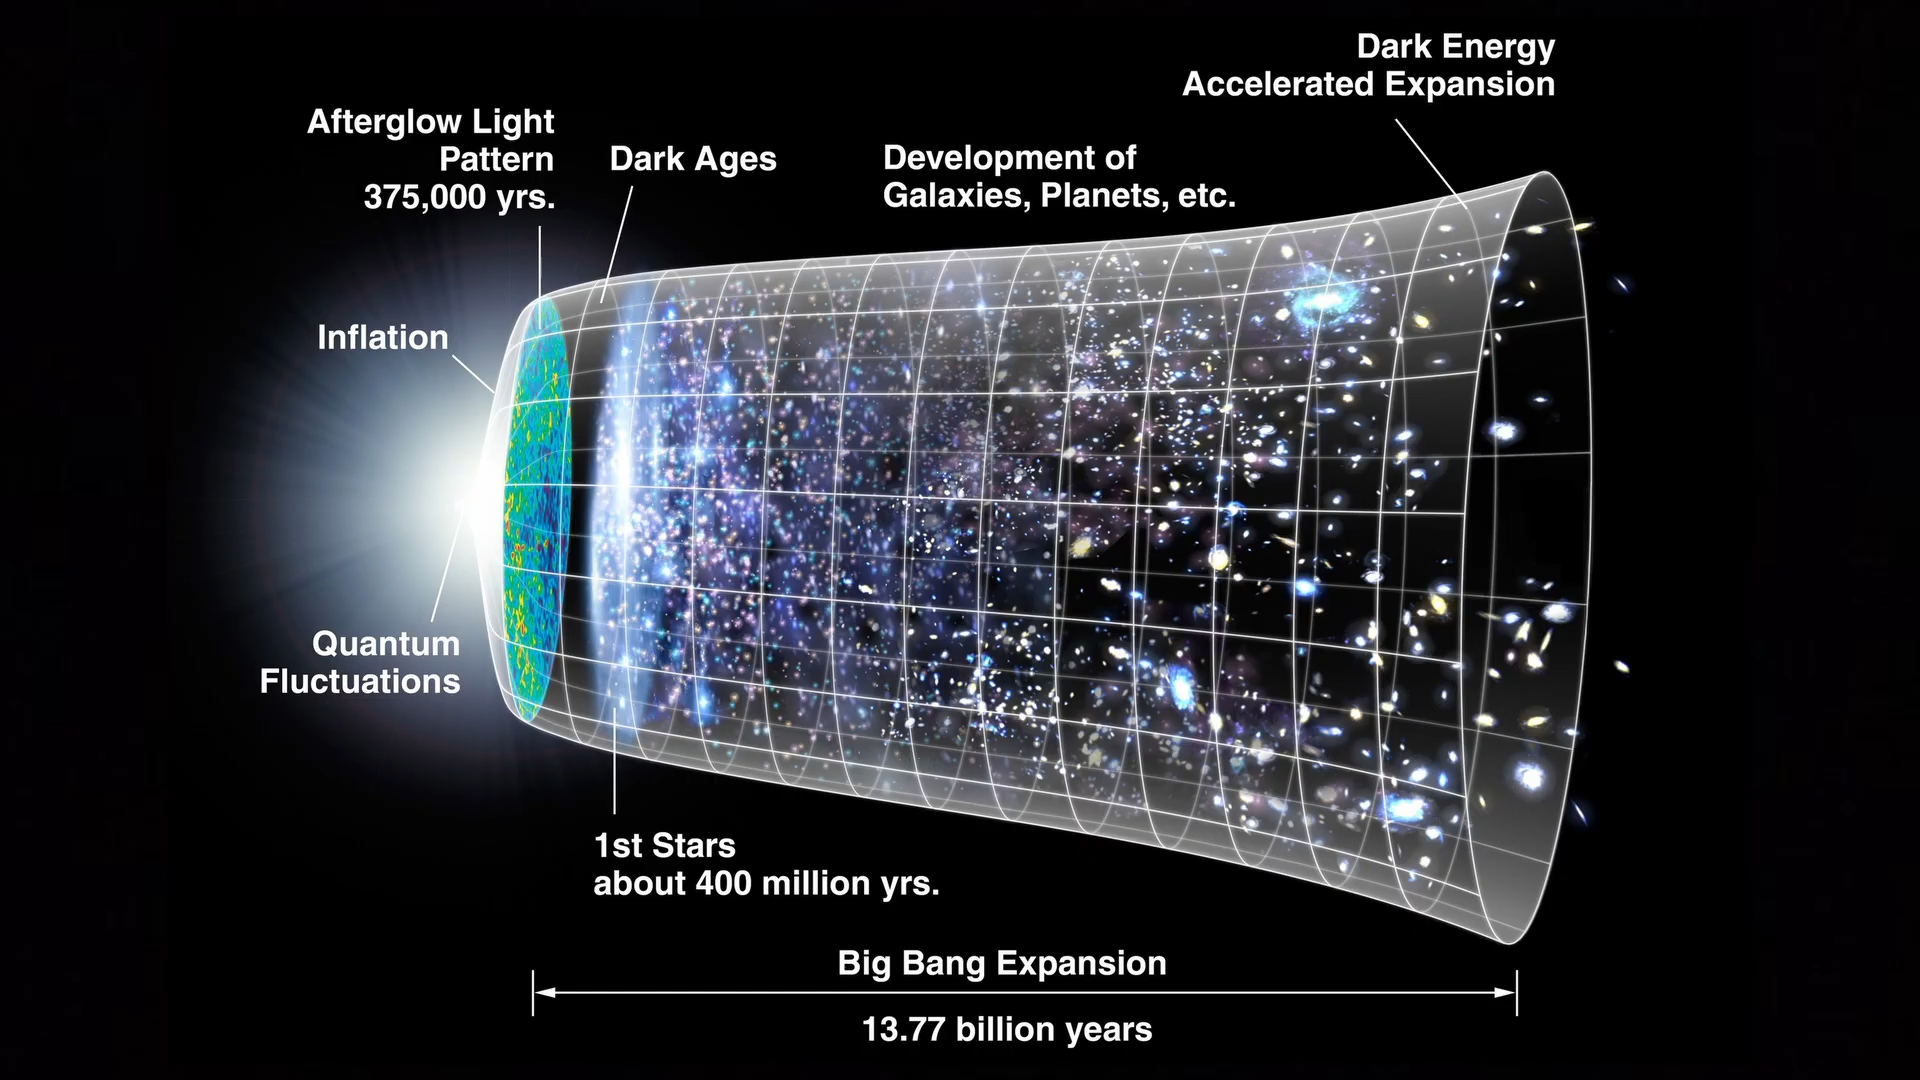 Dark Energy
Accelerated Expansion
Afterglow Light
Pattern
375,000 yrs.
Dark Ages
Development of
Galaxies, Planets, etc.
Inflation
Quantum
Fluctuations
1st Stars
about 400 million yrs.
Big Bang Expansion
13.77 billion years